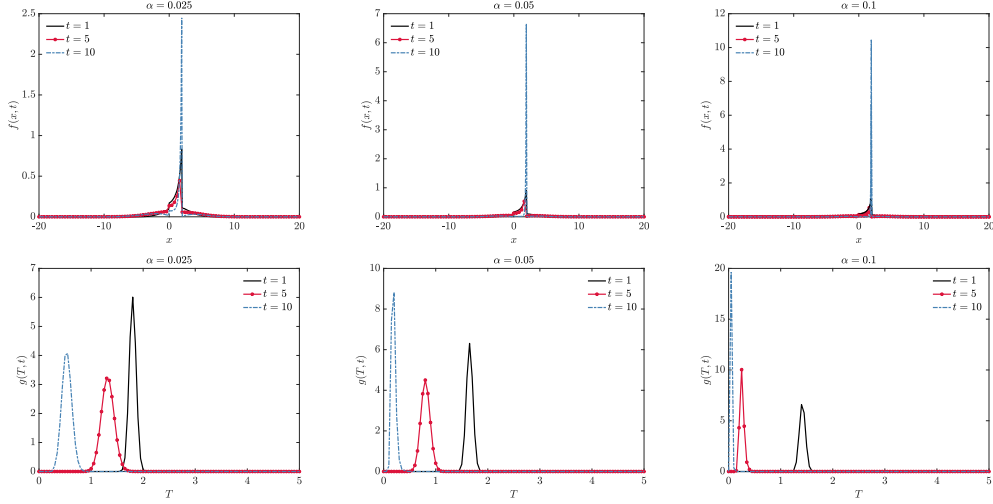 α = 0.025
t = 1
t = 5
t = 10
f(x, t)
2.5
2
1.5
1
0.5
0
-20 -10 0 10 20
x
α = 0.05
t = 1
t = 5
t = 10
f(x, t)
7
6
5
4
3
2
1
0
-20 -10 0 10 20
x
α = 0.1
t = 1
t = 5
t = 10
f(x, t)
12
10
8
6
4
2
0
-20 -10 0 10 20
x
α = 0.025
t = 1
t = 5
t = 10
g(T, t)
7
6
5
4
3
2
1
0
0 1 2 3 4 5
T
α = 0.05
t = 1
t = 5
t = 10
g(T, t)
10
8
6
4
2
0
0 1 2 3 4 5
T
α = 0.1
t = 1
t = 5
t = 10
g(T, t)
20
15
10
5
0
0 1 2 3 4 5
T